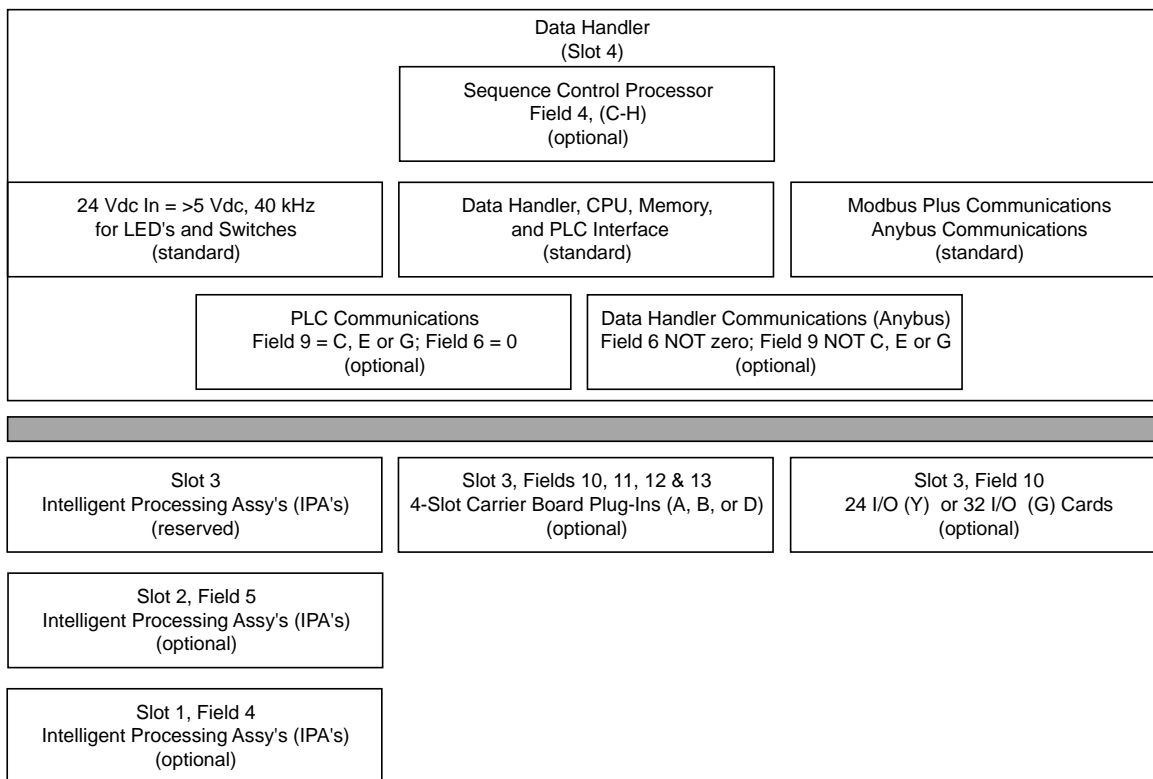 Data Handler
(Slot 4)
Sequence Control Processor
Field 4, (C-H)
(optional)
24 Vdc In = >5 Vdc, 40 kHz
for LED's and Switches
(standard)
Data Handler, CPU, Memory,
and PLC Interface
(standard)
Modbus Plus Communications
Anybus Communications
(standard)
PLC Communications
Field 9 = C, E or G; Field 6 = 0
(optional)
Data Handler Communications (Anybus)
Field 6 NOT zero; Field 9 NOT C, E or G
(optional)
Slot 3
Intelligent Processing Assy's (IPA's)
(reserved)
Slot 3, Fields 10, 11, 12 & 13
4-Slot Carrier Board Plug-Ins (A, B, or D)
(optional)
Slot 3, Field 10
24 I/O (Y) or 32 I/O (G) Cards
(optional)
Slot 2, Field 5
Intelligent Processing Assy's (IPA's)
(optional)
Slot 1, Field 4
Intelligent Processing Assy's (IPA's)
(optional)